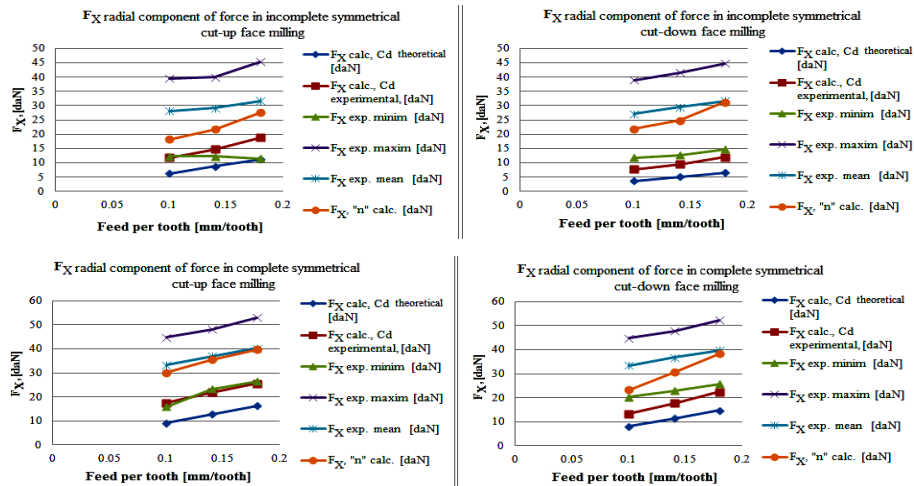 FX radial component of force in incomplete symmetrical
cut-up face milling
50
45
40
35
30
25
20
15
10
5
0
FX,[daN]
0
0.05
0.1
0.15
0.2
Feed per tooth [mm/tooth]
FX calc, Cd theoretical
[daN]
FX calc., Cd
experimental, [daN]
FX exp. minim [daN]
FX exp. maxim [daN]
FX exp. mean [daN]
FX, "n" calc. [daN]
FX radial component of force in incomplete symmetrical
cut-down face milling
50
45
40
35
30
25
20
15
10
5
0
FX,[daN]
0
0.05
0.1
0.15
0.2
Feed per tooth [mm/tooth]
FX calc, Cd theoretical
[daN]
FX calc., Cd
experimental, [daN]
FX exp. minim [daN]
FX exp. maxim [daN]
FX exp. mean [daN]
FX, "n" calc. [daN]
FX radial component of force in complete symmetrical
cut-up face milling
60
50
40
30
20
10
0
FX,[daN]
0
0.05
0.1
0.15
0.2
Feed per tooth [mm/tooth]
FX calc, Cd theoretical
[daN]
FX calc., Cd
experimental, [daN]
FX exp. minim [daN]
FX exp. maxim [daN]
FX exp. mean [daN]
FX, "n" calc. [daN]
FX radial component of force in complete symmetrical
cut-down face milling
60
50
40
30
20
10
0
FX,[daN]
0
0.05
0.1
0.15
0.2
Feed per tooth [mm/tooth]
FX calc, Cd theoretical
[daN]
FX calc., Cd
experimental, [daN]
FX exp. minim [daN]
FX exp. maxim [daN]
FX exp. mean [daN]
FX, "n" calc. [daN]